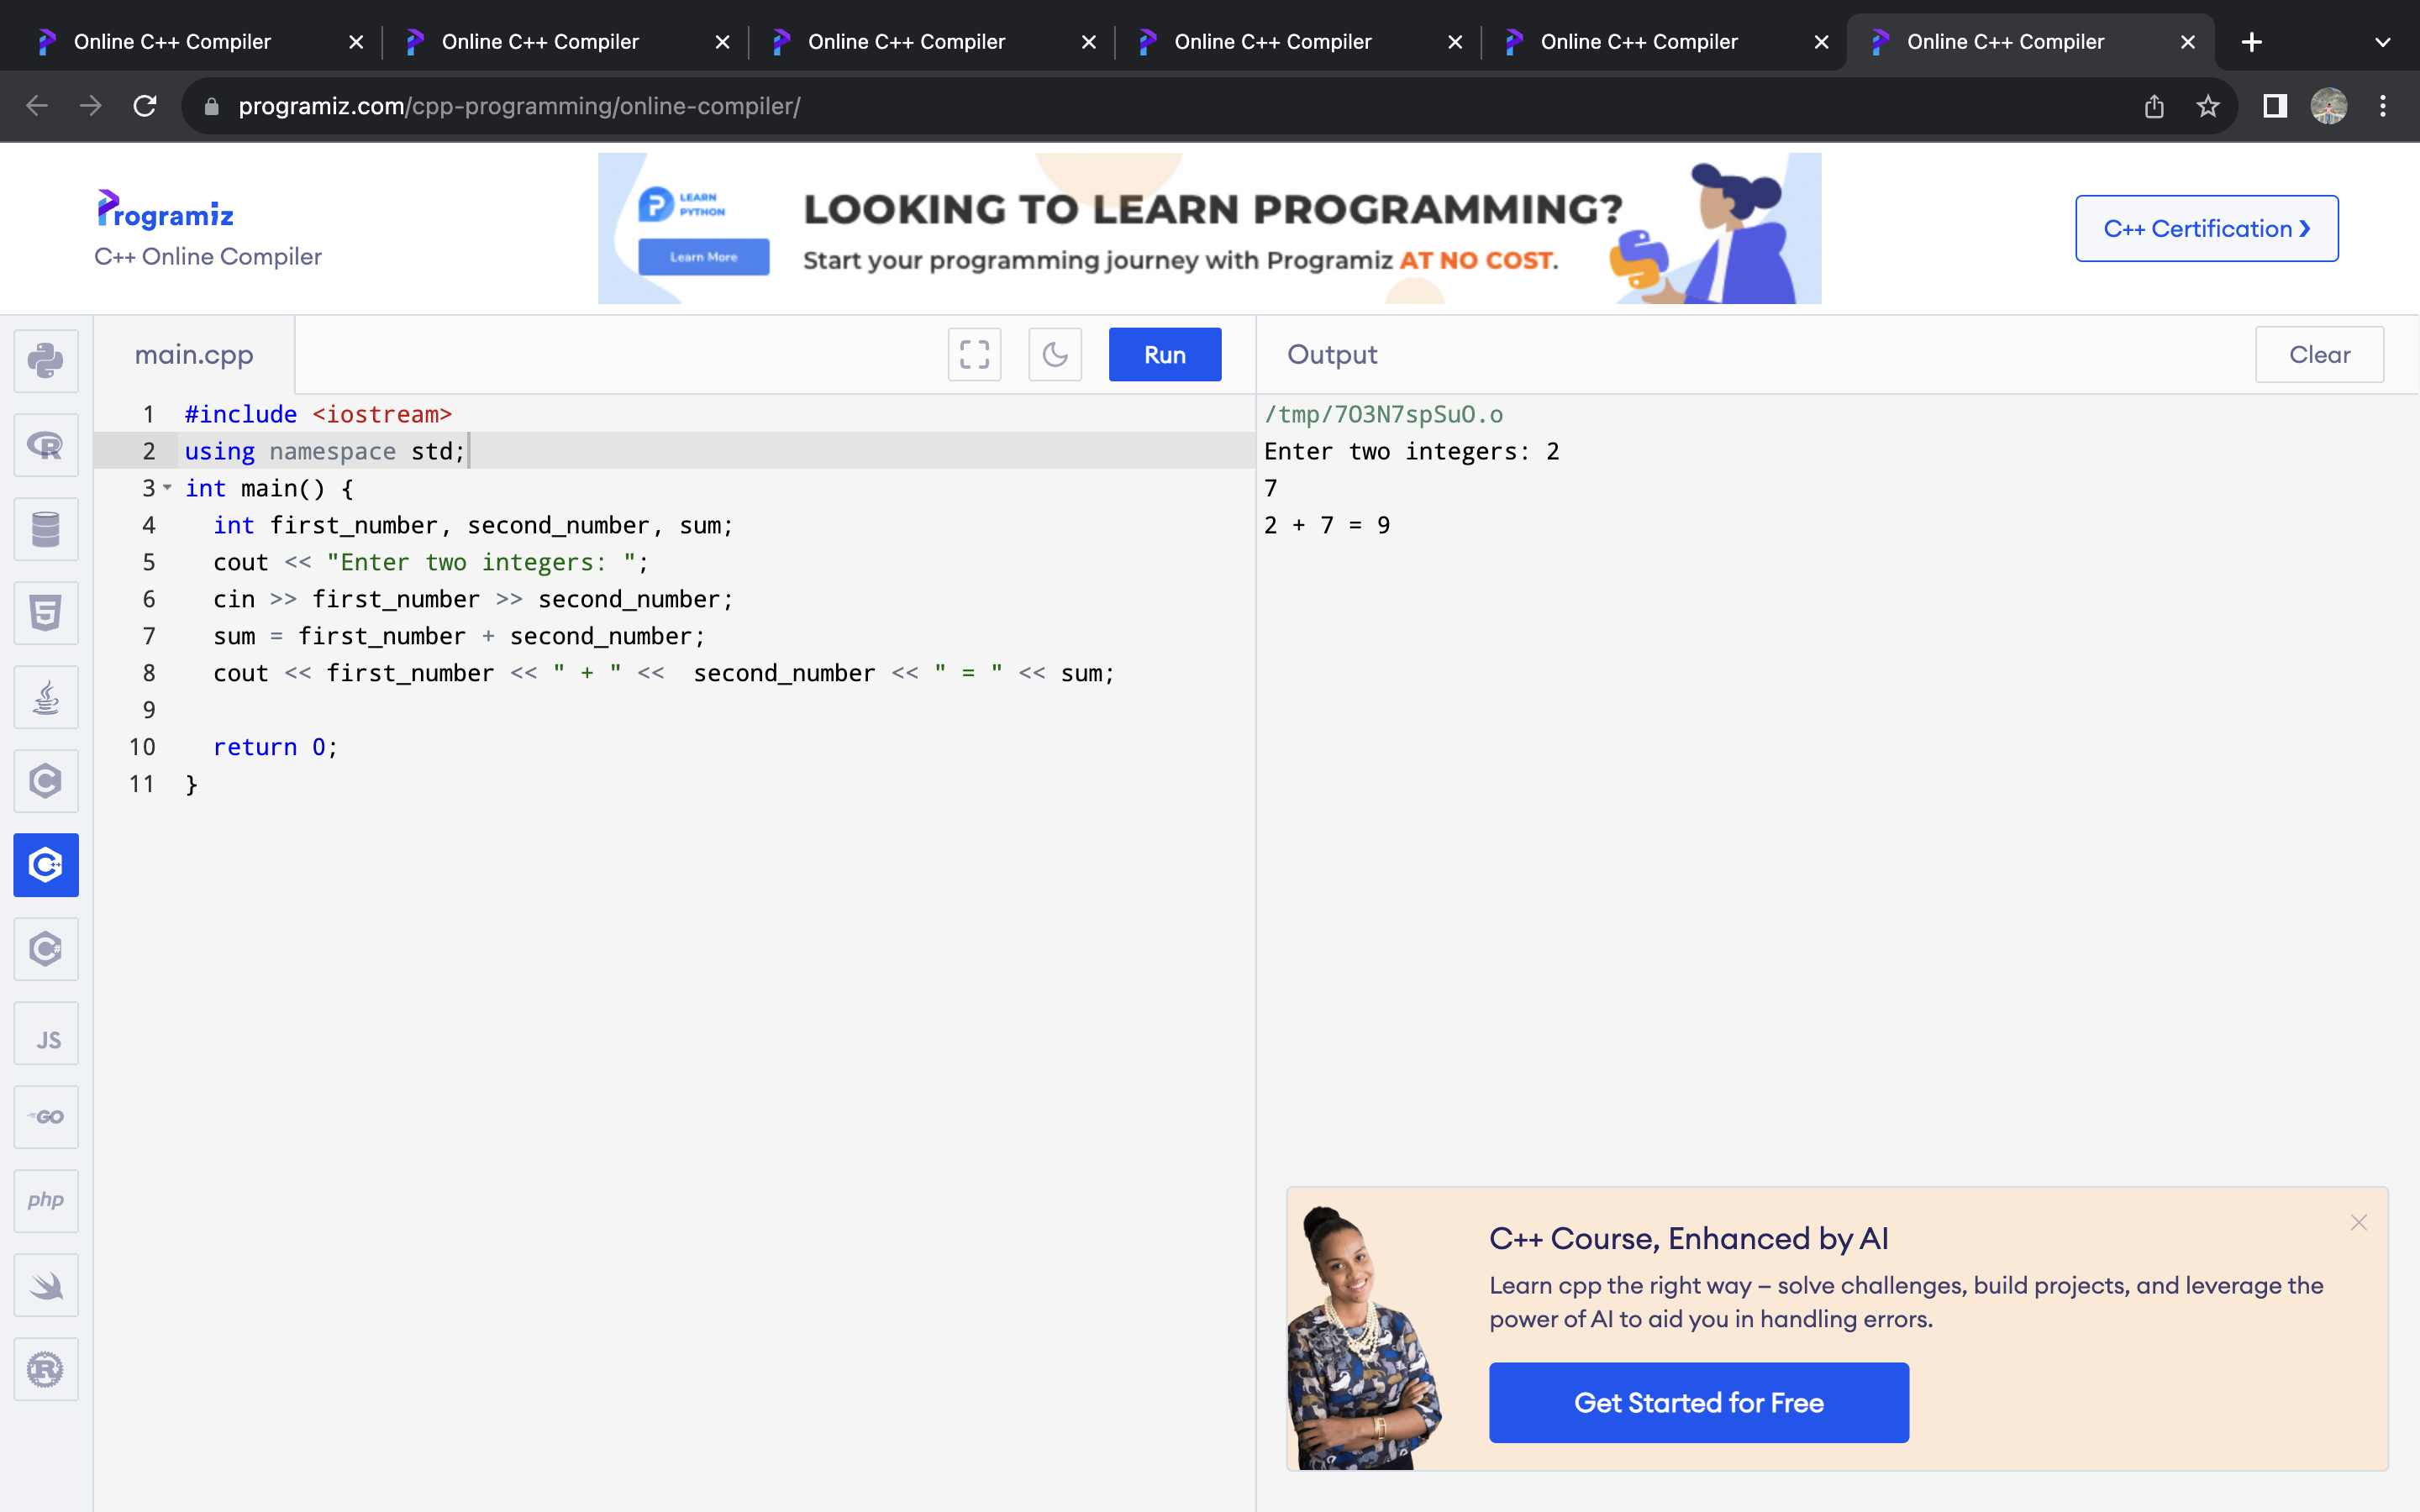 Online C++ Compiler
Online C++ Compiler
Online C++ Compiler
Online C++ Compiler
Online C++ Compiler
Online C++ Compiler
programiz.com/cpp-programming/online-compiler/
Programiz
C++ Online Compiler
LEARN
PYTHON
Learn More
LOOKING TO LEARN PROGRAMMING?
Start your programming journey with Programiz AT NO COST.
C++ Certification ❯
main.cpp
Run
Output
Clear
1 #include <iostream>
2 using namespace std;
3 int main() {
4   int first_number, second_number, sum;
5   cout << "Enter two integers: ";
6   cin >> first_number >> second_number;
7   sum = first_number + second_number;
8   cout << first_number << " + " <<  second_number << " = " << sum;
9
10   return 0;
11 }
/tmp/7O3N7spSuO.o
Enter two integers: 2
7
2 + 7 = 9
R
5
C
C++
C#
JS
GO
php
R
C++ Course, Enhanced by AI
Learn cpp the right way – solve challenges, build projects, and leverage the
power of AI to aid you in handling errors.
Get Started for Free